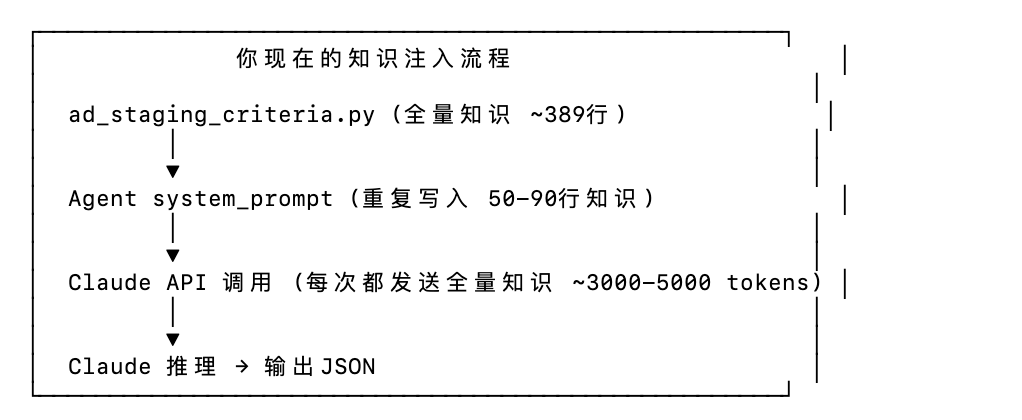 你现在的知识注入流程
ad_staging_criteria.py (全量知识 ~389行)
Agent system_prompt (重复写入 50-90行知识)
Claude API 调用 (每次都发送全量知识 ~3000-5000 tokens)
Claude 推理 → 输出JSON